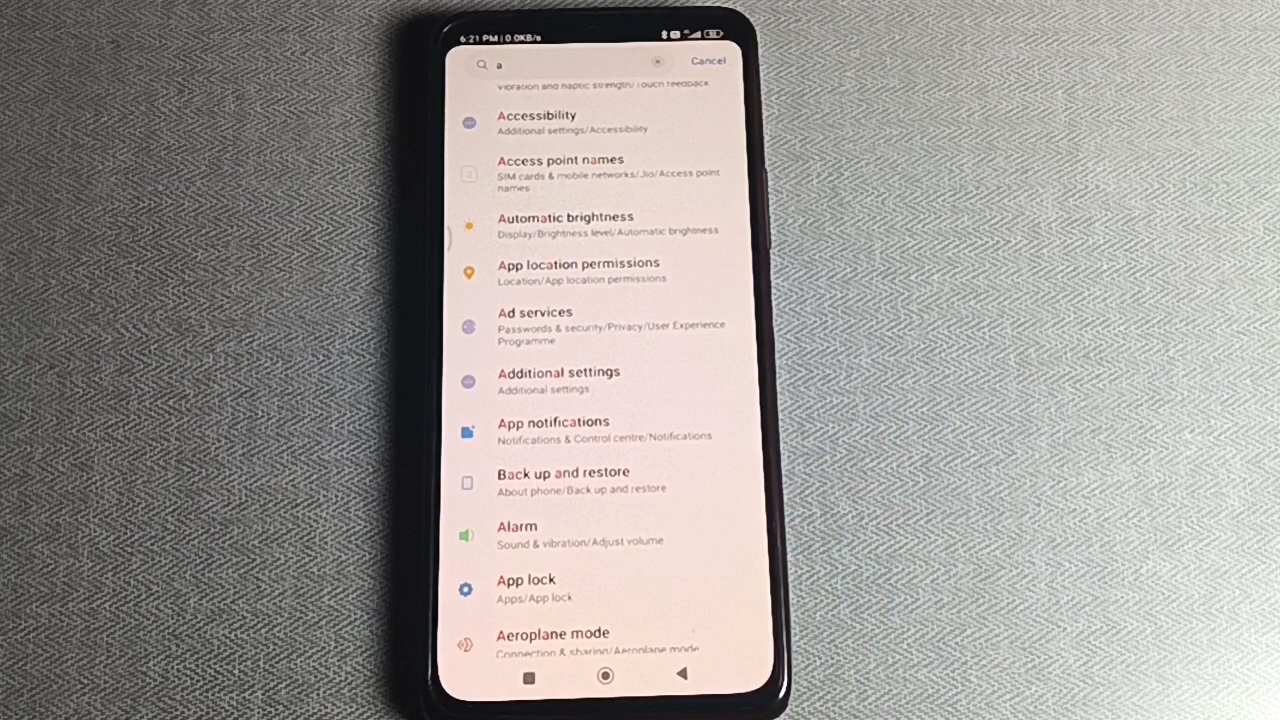 6:21 PM | 0.0KB/s
a
Cancel
vibration and haptic strength/Touch feedback
Accessibility
Additional settings/Accessibility
Access point names
SIM cards & mobile networks/Jio/Access point
names
Automatic brightness
Display/Brightness level/Automatic brightness
App location permissions
Location/App location permissions
Ad services
Passwords & security/Privacy/User Experience
Programme
Additional settings
Additional settings
App notifications
Notifications & Control centre/Notifications
Back up and restore
About phone/Back up and restore
Alarm
Sound & vibration/Adjust volume
App lock
Apps/App lock
Aeroplane mode
Connection & sharing/Aeroplane mode